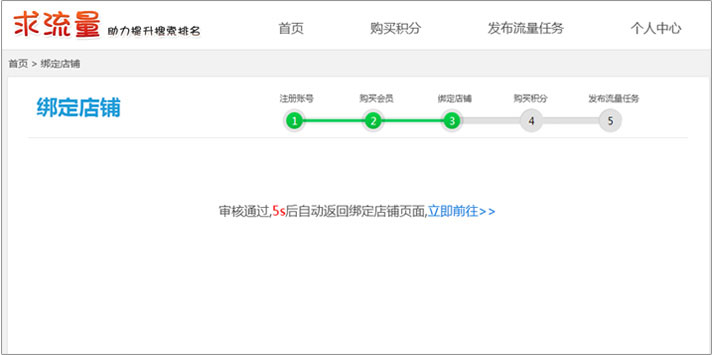 求流量 助力提升搜索排名 首页 购买积分 发布流量任务 个人中心
首页 > 绑定店铺
绑定店铺
注册账号 购买会员 绑定店铺 购买积分 发布流量任务
1 2 3 4 5
审核通过,5s后自动返回绑定店铺页面,立即前往>>